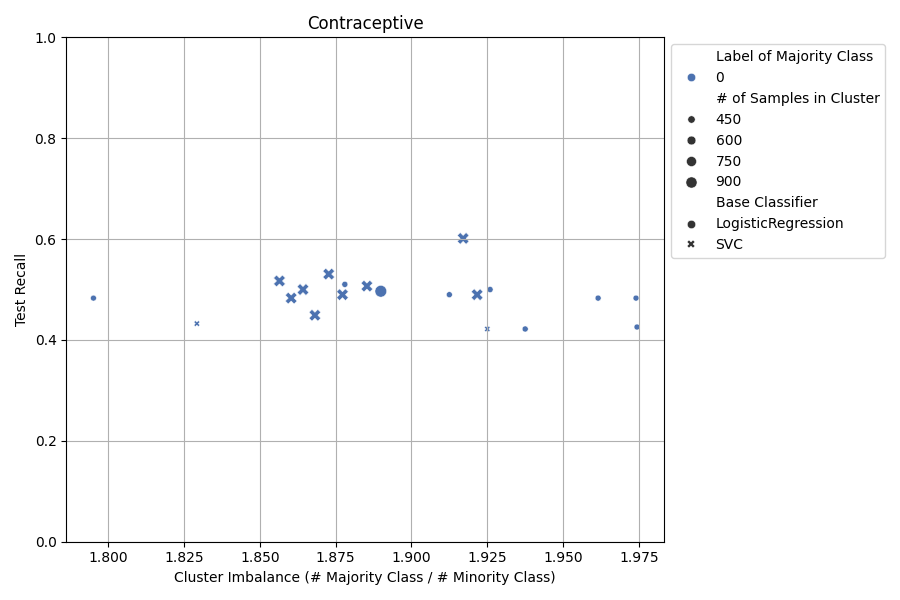 Contraceptive
1.0
0.8
0.6
0.4
0.2
0.0
Test Recall
1.800
1.825
1.850
1.875
1.900
1.925
1.950
1.975
Cluster Imbalance (# Majority Class / # Minority Class)
Label of Majority Class
0
# of Samples in Cluster
450
600
750
900
Base Classifier
LogisticRegression
SVC